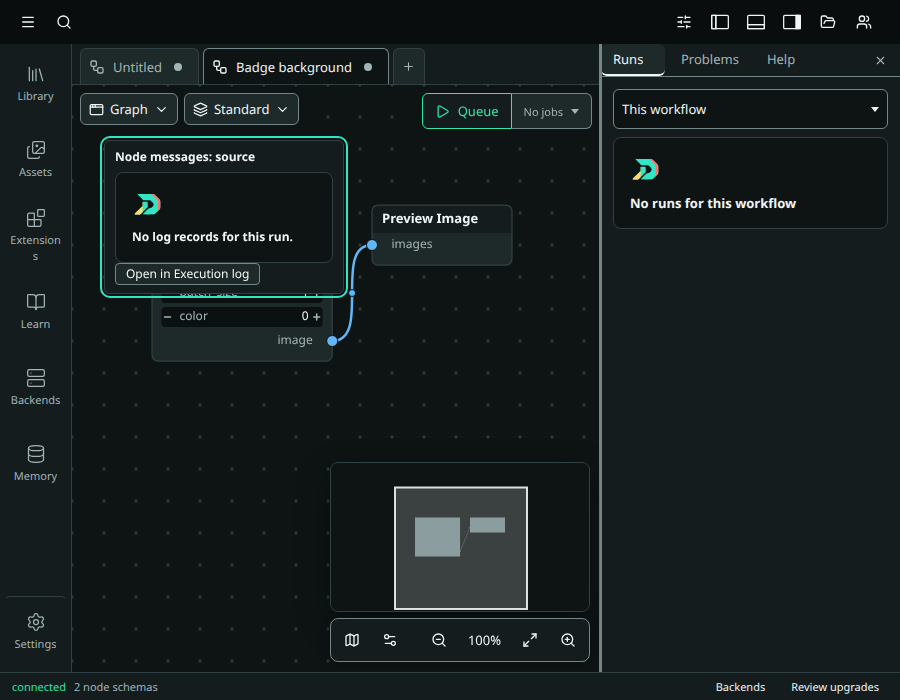 Untitled
Badge background
+
Runs
Problems
Help
Library
Assets
Extension
s
Learn
Backends
Memory
Settings
Graph
Standard
Queue
No jobs
This workflow
No runs for this workflow
Node messages: source
No log records for this run.
Open in Execution log
Preview Image
images
color
0
image
100%
connected
2 node schemas
Backends
Review upgrades